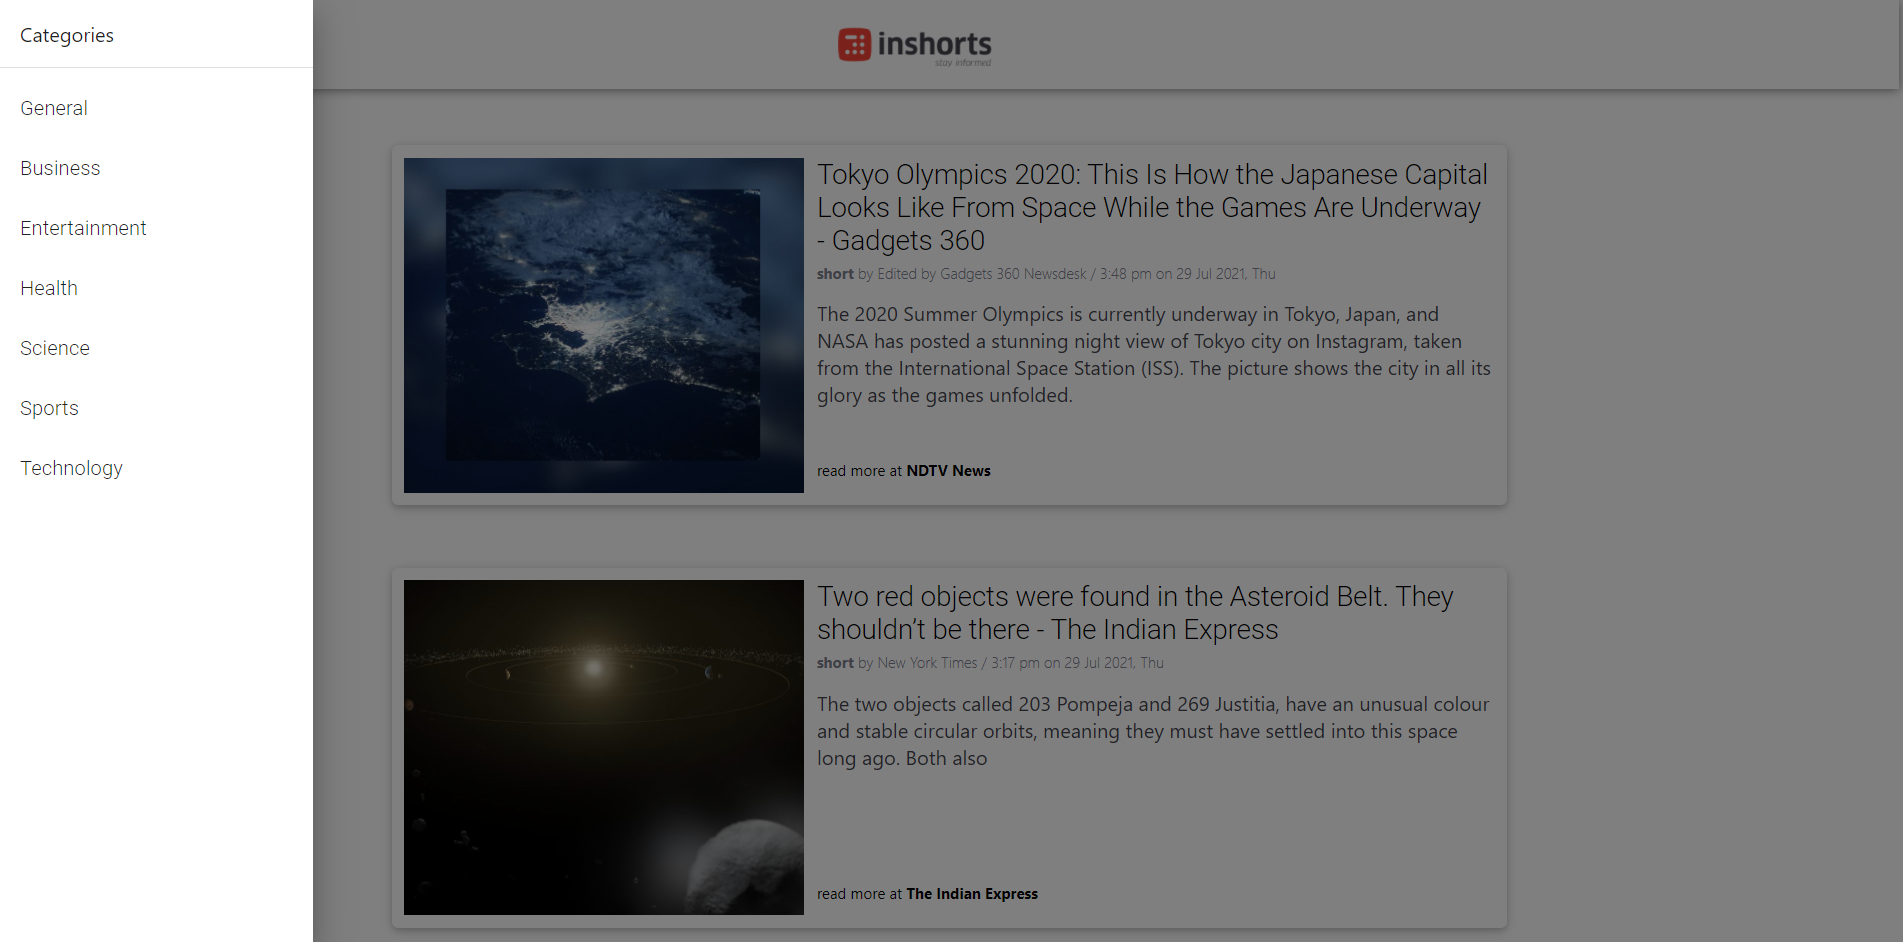 Categories
General
Business
Entertainment
Health
Science
Sports
Technology
inshorts
stay informed
Tokyo Olympics 2020: This Is How the Japanese Capital
Looks Like From Space While the Games Are Underway
- Gadgets 360
short by Edited by Gadgets 360 Newsdesk / 3:48 pm on 29 Jul 2021, Thu
The 2020 Summer Olympics is currently underway in Tokyo, Japan, and
NASA has posted a stunning night view of Tokyo city on Instagram, taken
from the International Space Station (ISS). The picture shows the city in all its
glory as the games unfolded.
read more at NDTV News
Two red objects were found in the Asteroid Belt. They
shouldn’t be there - The Indian Express
short by New York Times / 3:17 pm on 29 Jul 2021, Thu
The two objects called 203 Pompeja and 269 Justitia, have an unusual colour
and stable circular orbits, meaning they must have settled into this space
long ago. Both also
read more at The Indian Express